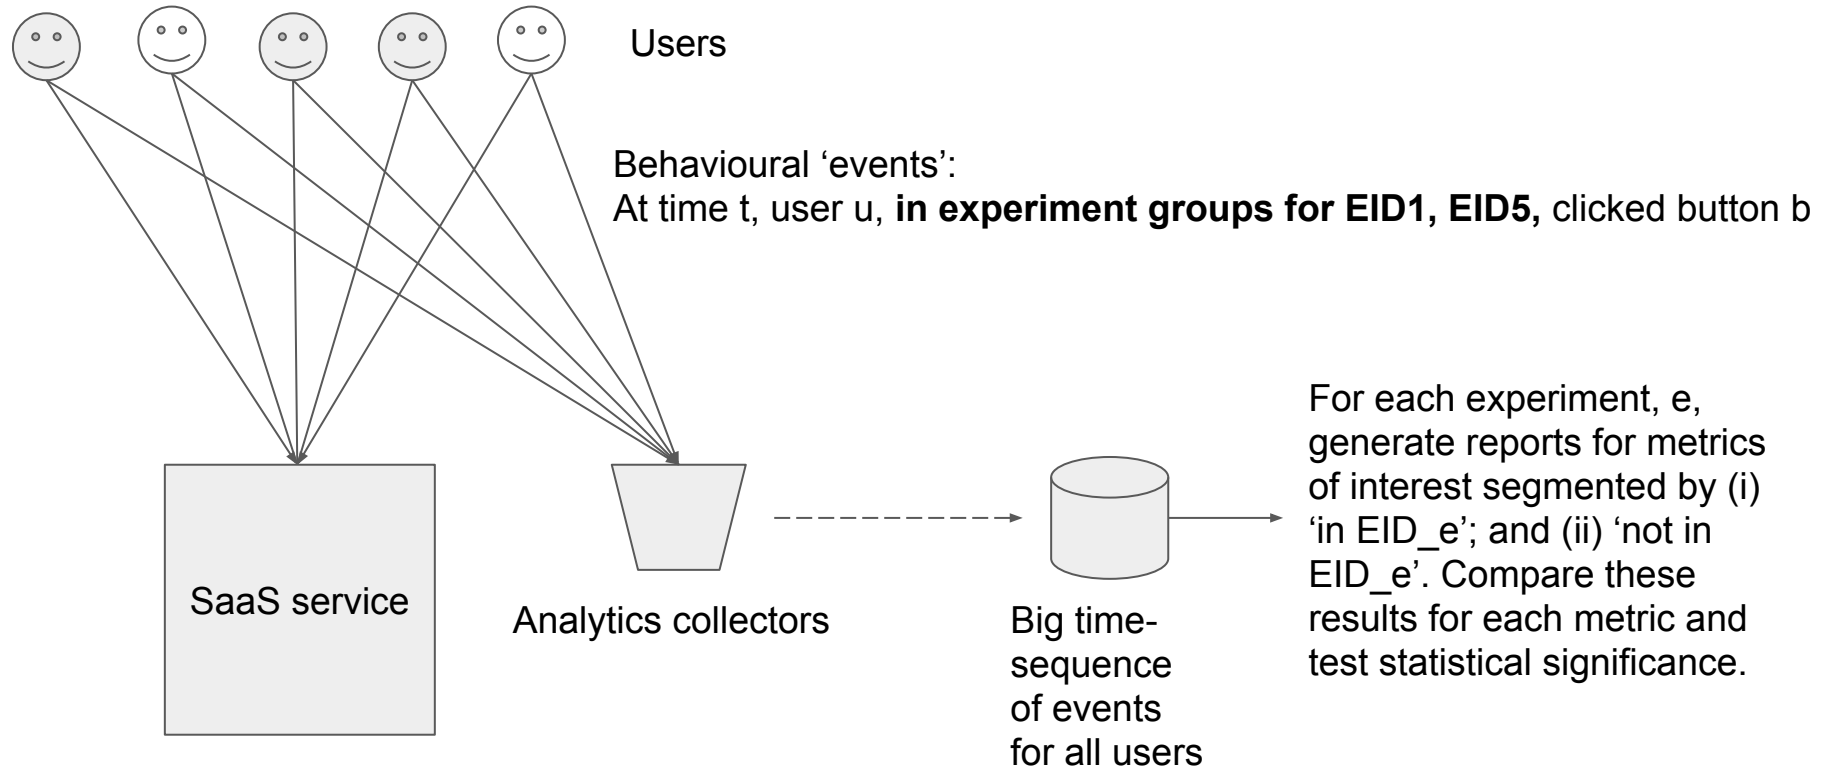 Users
Behavioural ‘events’:
At time t, user u, in experiment groups for EID1, EID5, clicked button b
For each experiment, e,
generate reports for metrics
of interest segmented by (i)
‘in EID_e’; and (ii) ‘not in
EID_e’. Compare these
results for each metric and
test statistical significance.
SaaS service
Analytics collectors
Big time-
sequence
of events
for all users